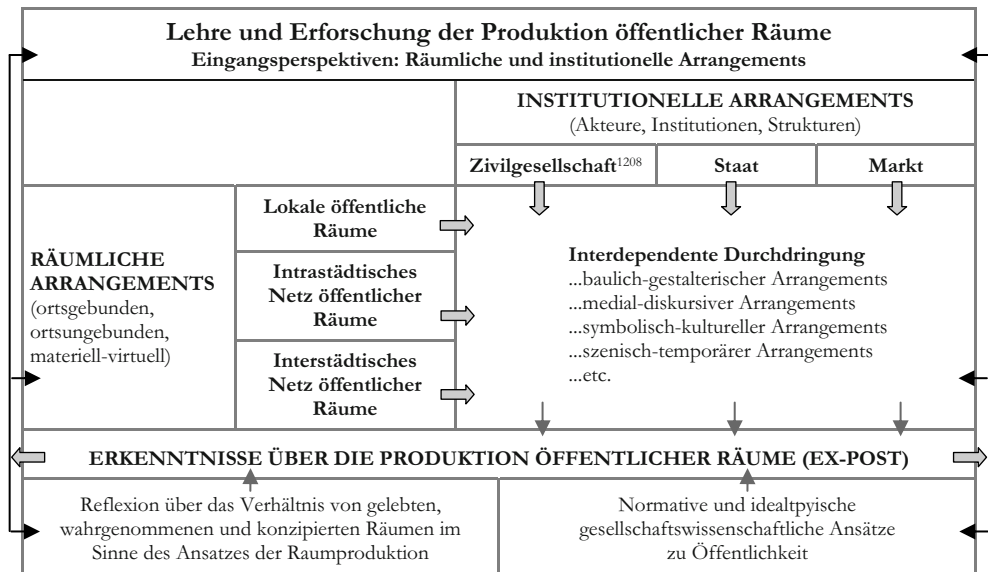 Lehre und Erforschung der Produktion öffentlicher Räume
Eingangsperspektiven: Räumliche und institutionelle Arrangements
INSTITUTIONELLE ARRANGEMENTS
(Akteure, Institutionen, Strukturen)
Zivilgesellschaft¹²⁰⁸
Staat
Markt
RÄUMLICHE
ARRANGEMENTS
(ortsgebunden,
ortsungebunden,
materiell-virtuell)
Lokale öffentliche
Räume
Intrastädtisches
Netz öffentlicher
Räume
Interstädtisches
Netz öffentlicher
Räume
Interdependente Durchdringung
...baulich-gestalterischer Arrangements
...medial-diskursiver Arrangements
...symbolisch-kultureller Arrangements
...szenisch-temporärer Arrangements
...etc.
ERKENNTNISSE ÜBER DIE PRODUKTION ÖFFENTLICHER RÄUME (EX-POST)
Reflexion über das Verhältnis von gelebten,
wahrgenommenen und konzipierten Räumen im
Sinne des Ansatzes der Raumproduktion
Normative und idealtpyische
gesellschaftswissenschaftliche Ansätze
zu Öffentlichkeit